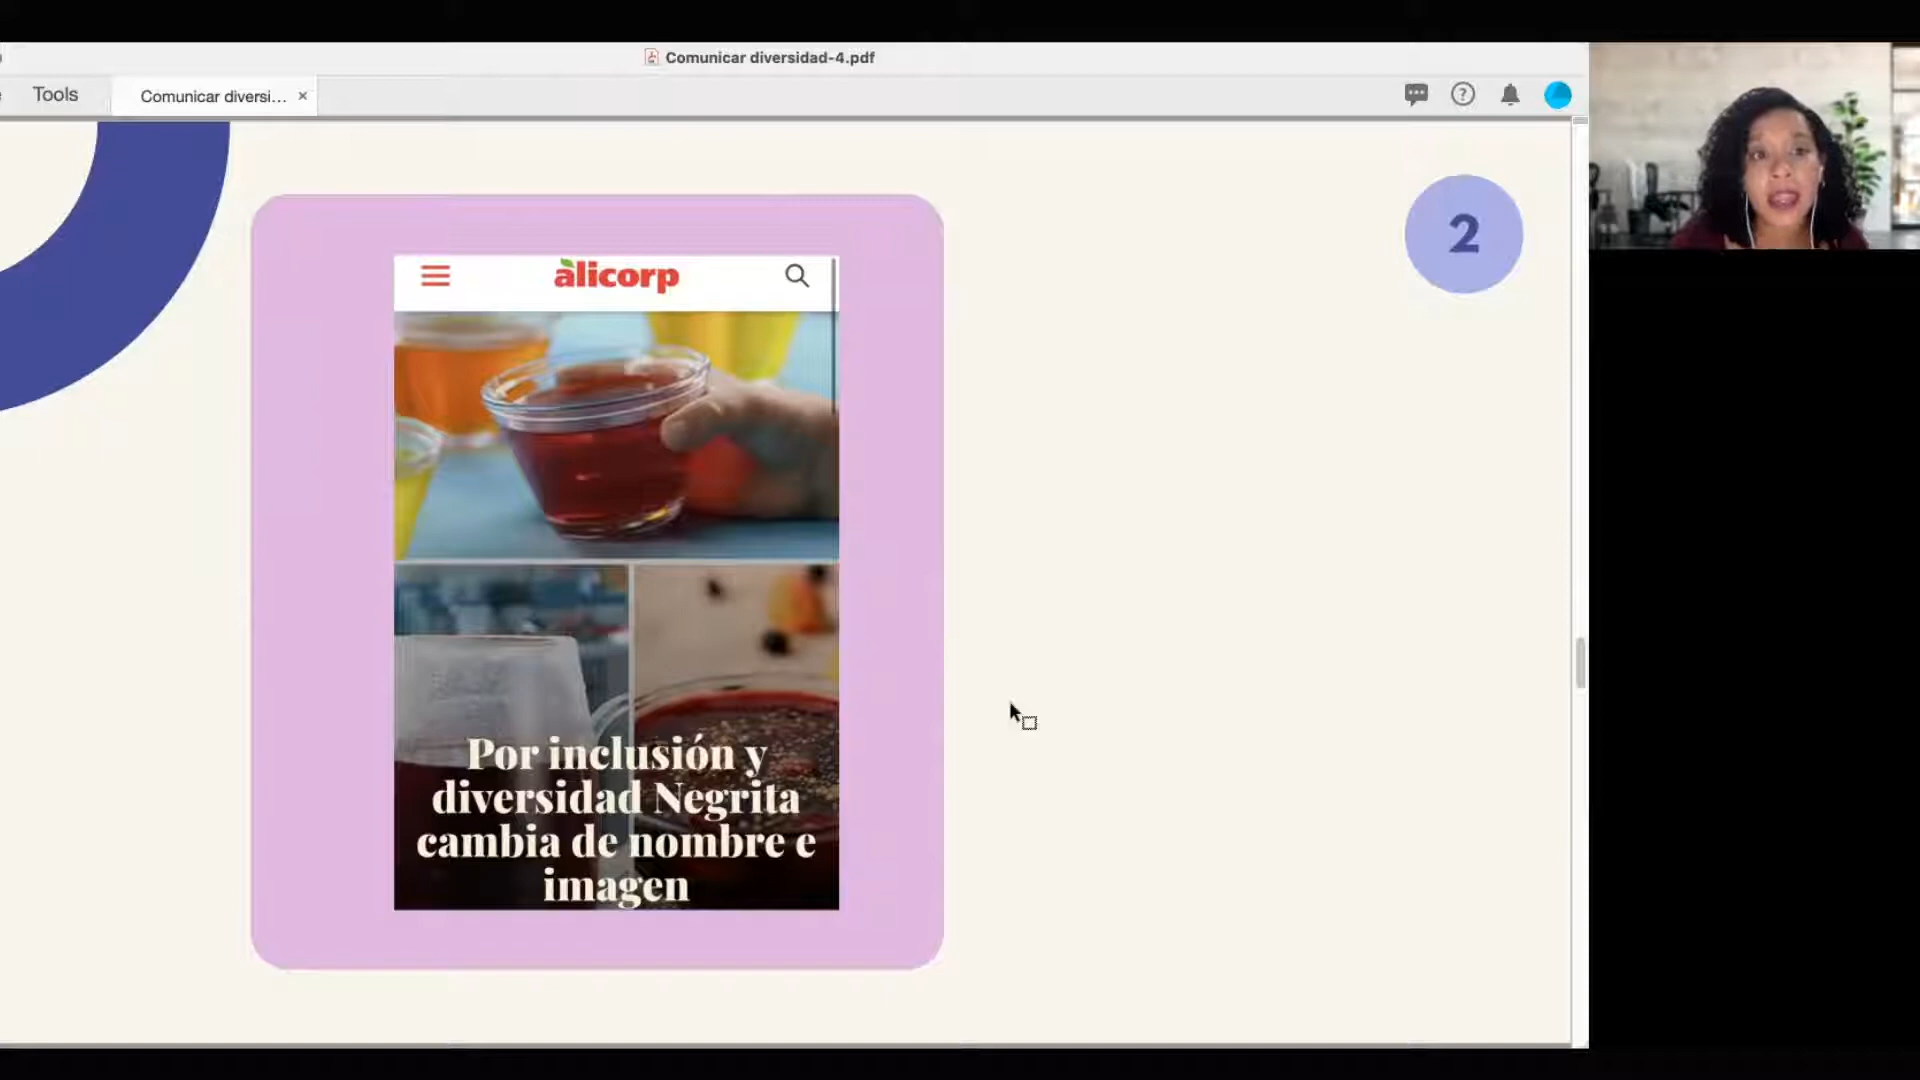 Comunicar diversidad-4.pdf
Tools
Comunicar diversi...
2
alicorp
Por inclusión y
diversidad Negrita
cambia de nombre e
imagen